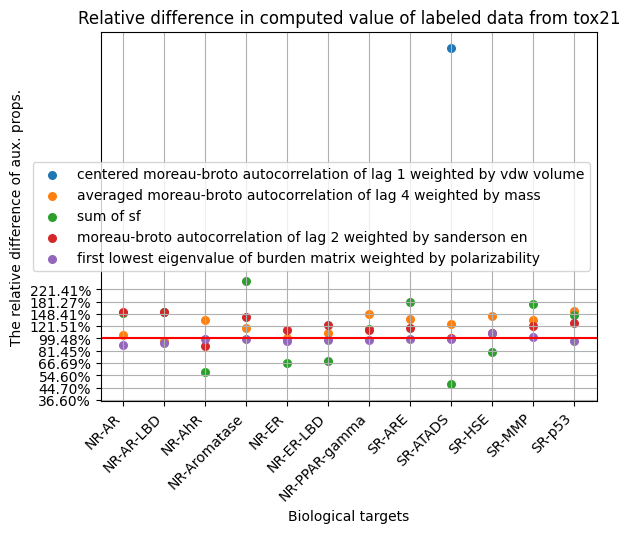 Relative difference in computed value of labeled data from tox21
The relative difference of aux. props.
centered moreau-broto autocorrelation of lag 1 weighted by vdw volume
averaged moreau-broto autocorrelation of lag 4 weighted by mass
sum of sf
moreau-broto autocorrelation of lag 2 weighted by sanderson en
first lowest eigenvalue of burden matrix weighted by polarizability
221.41%
181.27%
148.41%
121.51%
99.48%
81.45%
66.69%
54.60%
44.70%
36.60%
NR-AR
NR-AR-LBD
NR-AhR
NR-Aromatase
NR-ER
NR-ER-LBD
NR-PPAR-gamma
SR-ARE
SR-ATADS
SR-HSE
SR-MMP
SR-p53
Biological targets